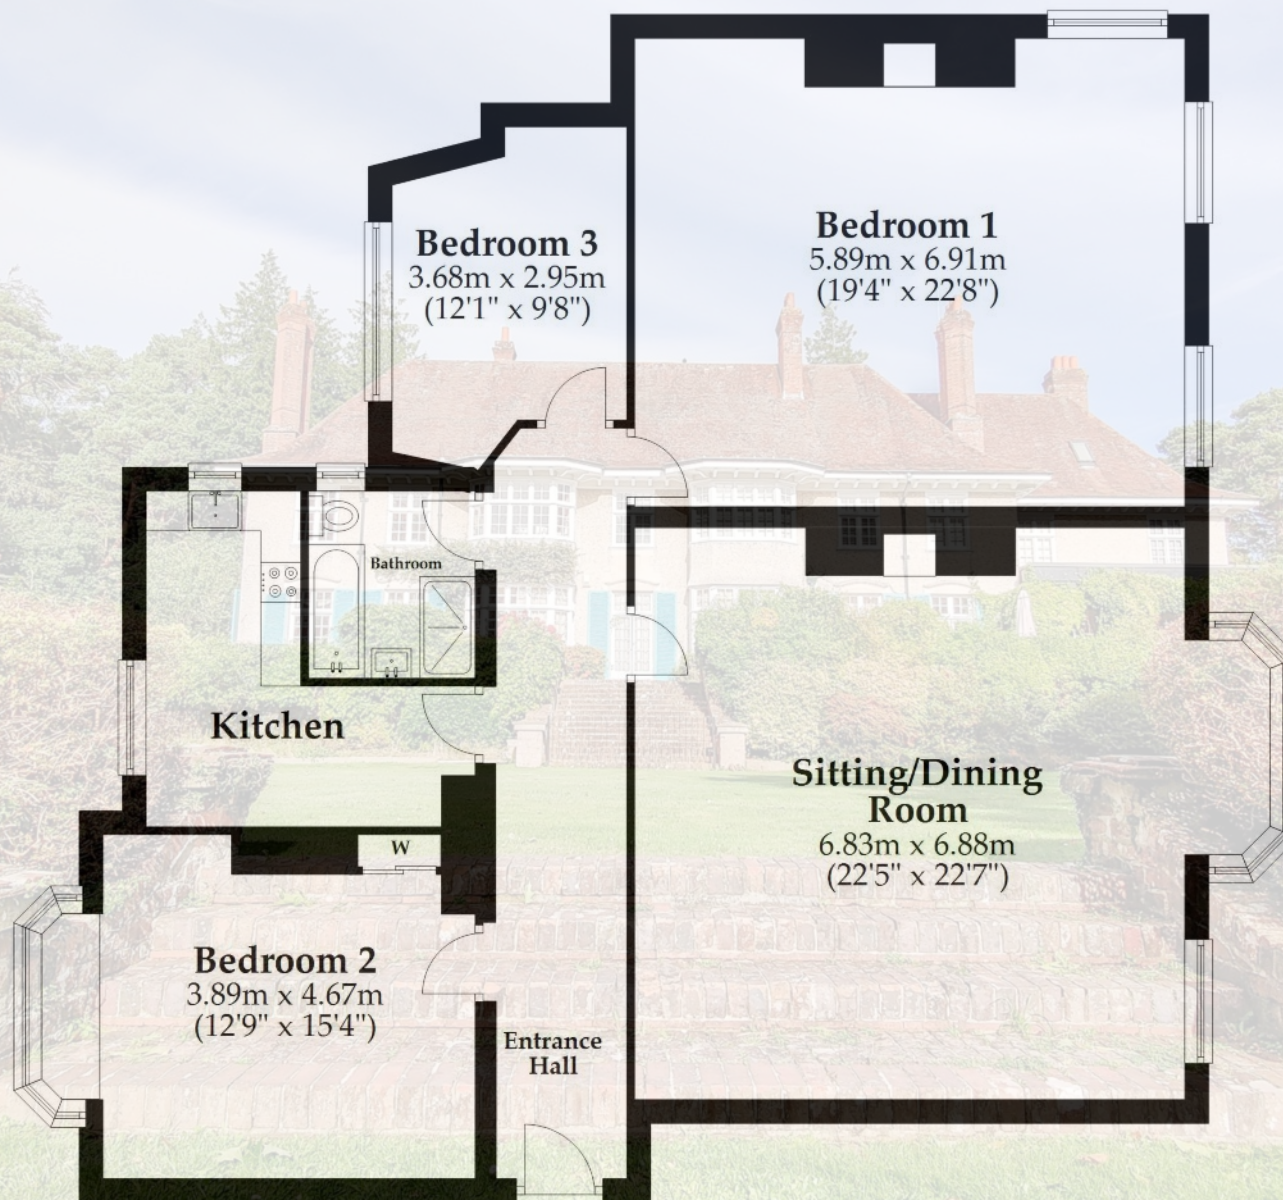 Bedroom 1
5.89m x 6.91m
(19'4" x 22'8")
Bedroom 3
3.68m x 2.95m
(12'1" x 9'8")
Bathroom
Kitchen
Sitting/Dining
Room
6.83m x 6.88m
(22'5" x 22'7")
W
Bedroom 2
3.89m x 4.67m
(12'9" x 15'4")
Entrance
Hall